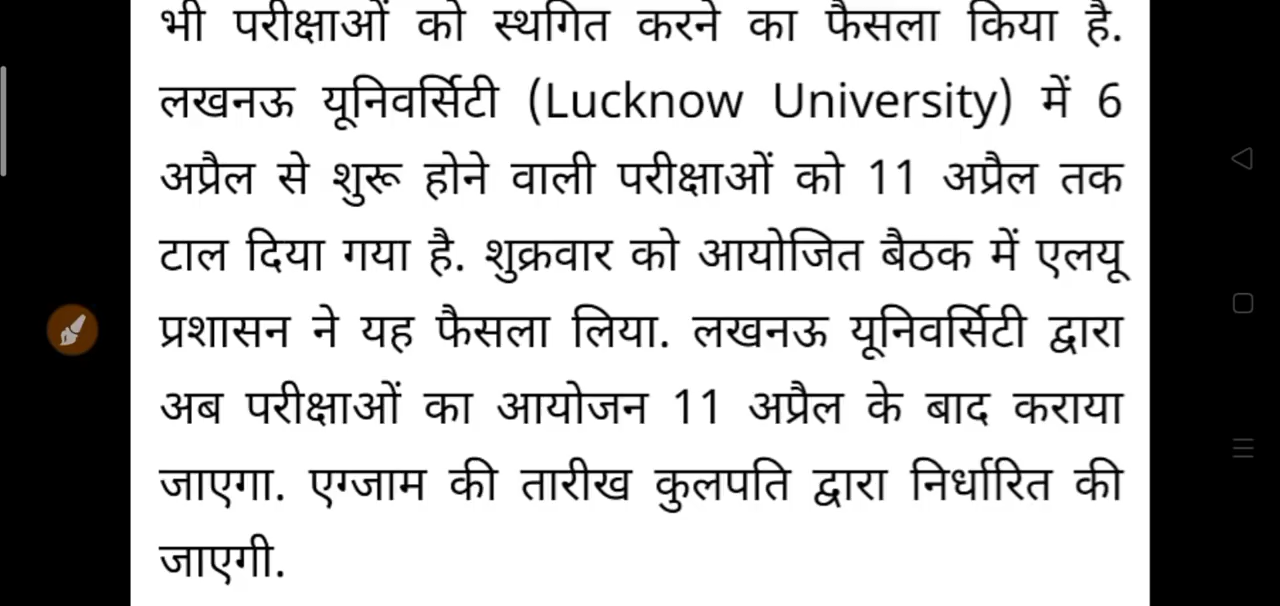 भी परीक्षाओं को स्थगित करने का फैसला किया है.
लखनऊ यूनिवर्सिटी (Lucknow University) में 6
अप्रैल से शुरू होने वाली परीक्षाओं को 11 अप्रैल तक
टाल दिया गया है. शुक्रवार को आयोजित बैठक में एलयू
प्रशासन ने यह फैसला लिया. लखनऊ यूनिवर्सिटी द्वारा
अब परीक्षाओं का आयोजन 11 अप्रैल के बाद कराया
जाएगा. एग्जाम की तारीख कुलपति द्वारा निर्धारित की
जाएगी.